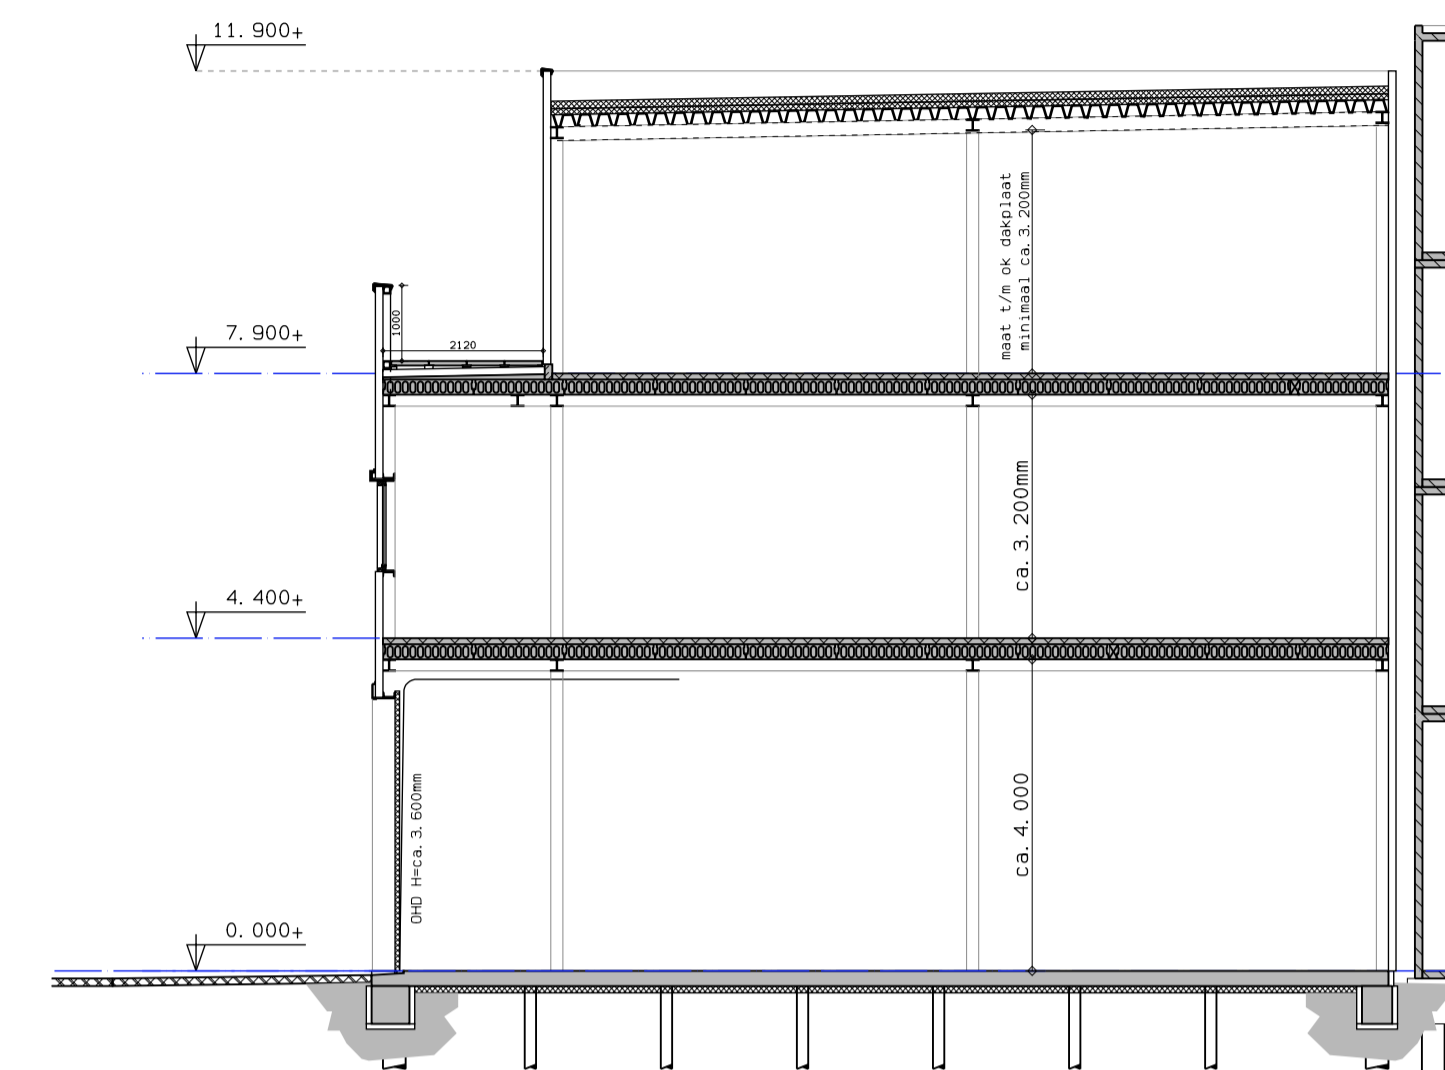 11.900+
maat t/m ok dakplaat
minimaal ca. 3.200mm
1000
7.900+
2120
ca. 3.200mm
4.400+
OHD H=ca. 3.600mm
ca. 4.000
0.000+